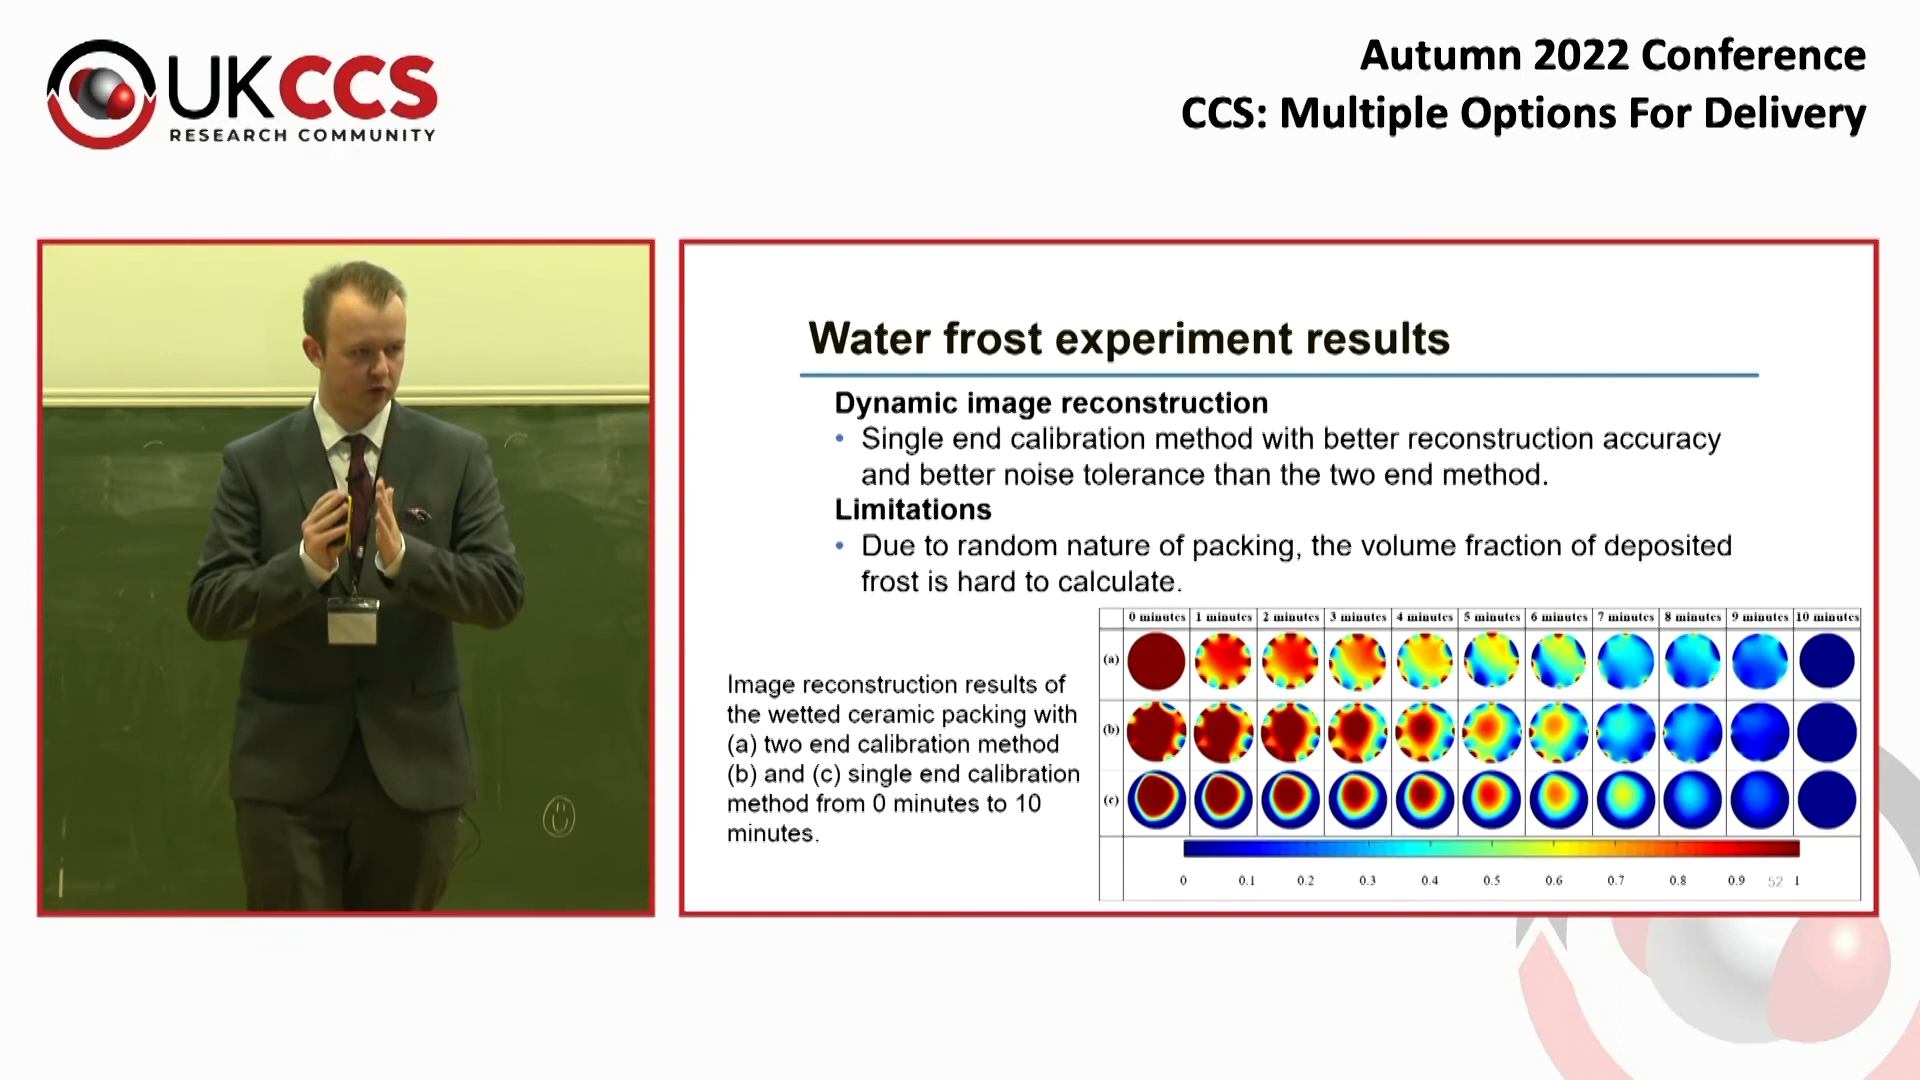 UKCCS
RESEARCH COMMUNITY
Autumn 2022 Conference
CCS: Multiple Options For Delivery
Water frost experiment results
Dynamic image reconstruction
• Single end calibration method with better reconstruction accuracy
and better noise tolerance than the two end method.
Limitations
• Due to random nature of packing, the volume fraction of deposited
frost is hard to calculate.
Image reconstruction results of
the wetted ceramic packing with
(a) two end calibration method
(b) and (c) single end calibration
method from 0 minutes to 10
minutes.
0 minutes 1 minutes 2 minutes 3 minutes 4 minutes 5 minutes 6 minutes 7 minutes 8 minutes 9 minutes 10 minutes
(a)
(b)
(c)
0 0.1 0.2 0.3 0.4 0.5 0.6 0.7 0.8 0.9 52 1